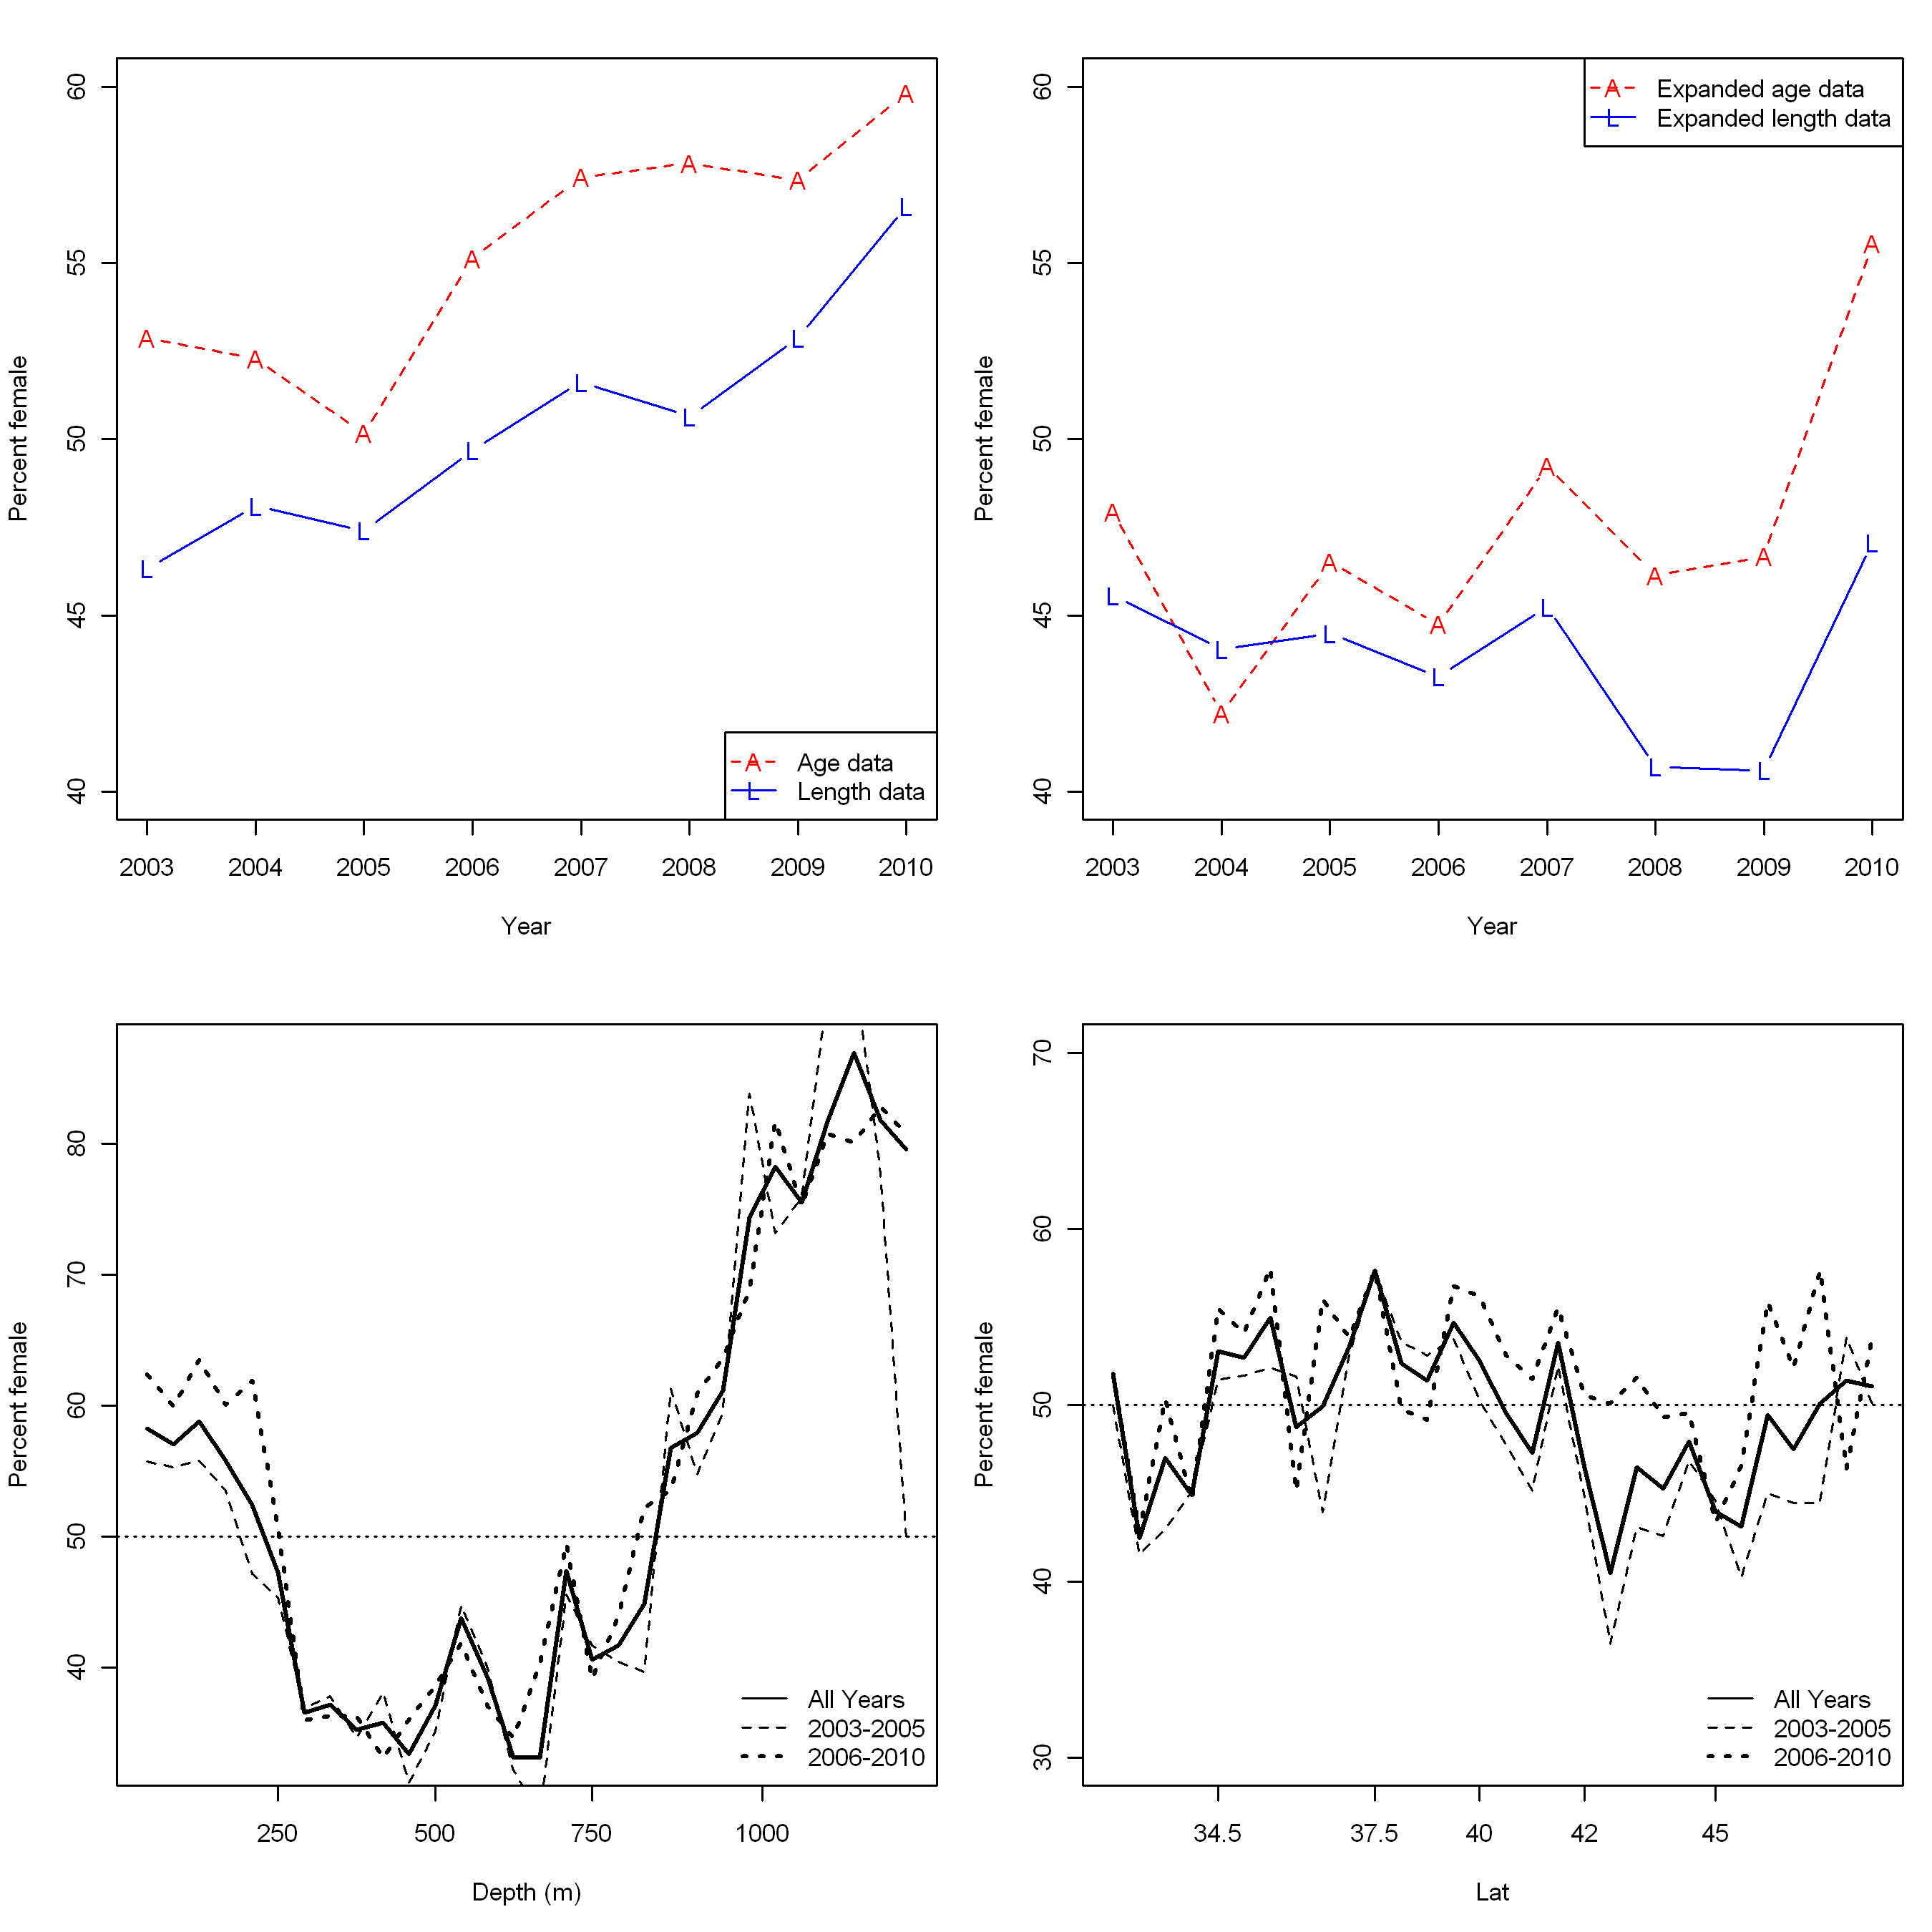 60
55
50
45
40
Percent female
A
A
A
A
A
A
A
A
L
L
L
L
L
L
L
L
A Age data
L Length data
2003 2004 2005 2006 2007 2008 2009 2010
Year
60
55
50
45
40
Percent female
A Expanded age data
L Expanded length data
A
A
A
A
A
A
A
A
L
L
L
L
L
L
L
L
2003 2004 2005 2006 2007 2008 2009 2010
Year
80
70
60
50
40
Percent female
All Years
2003-2005
2006-2010
250 500 750 1000
Depth (m)
70
60
50
40
30
Percent female
All Years
2003-2005
2006-2010
34.5 37.5 40 42 45
Lat